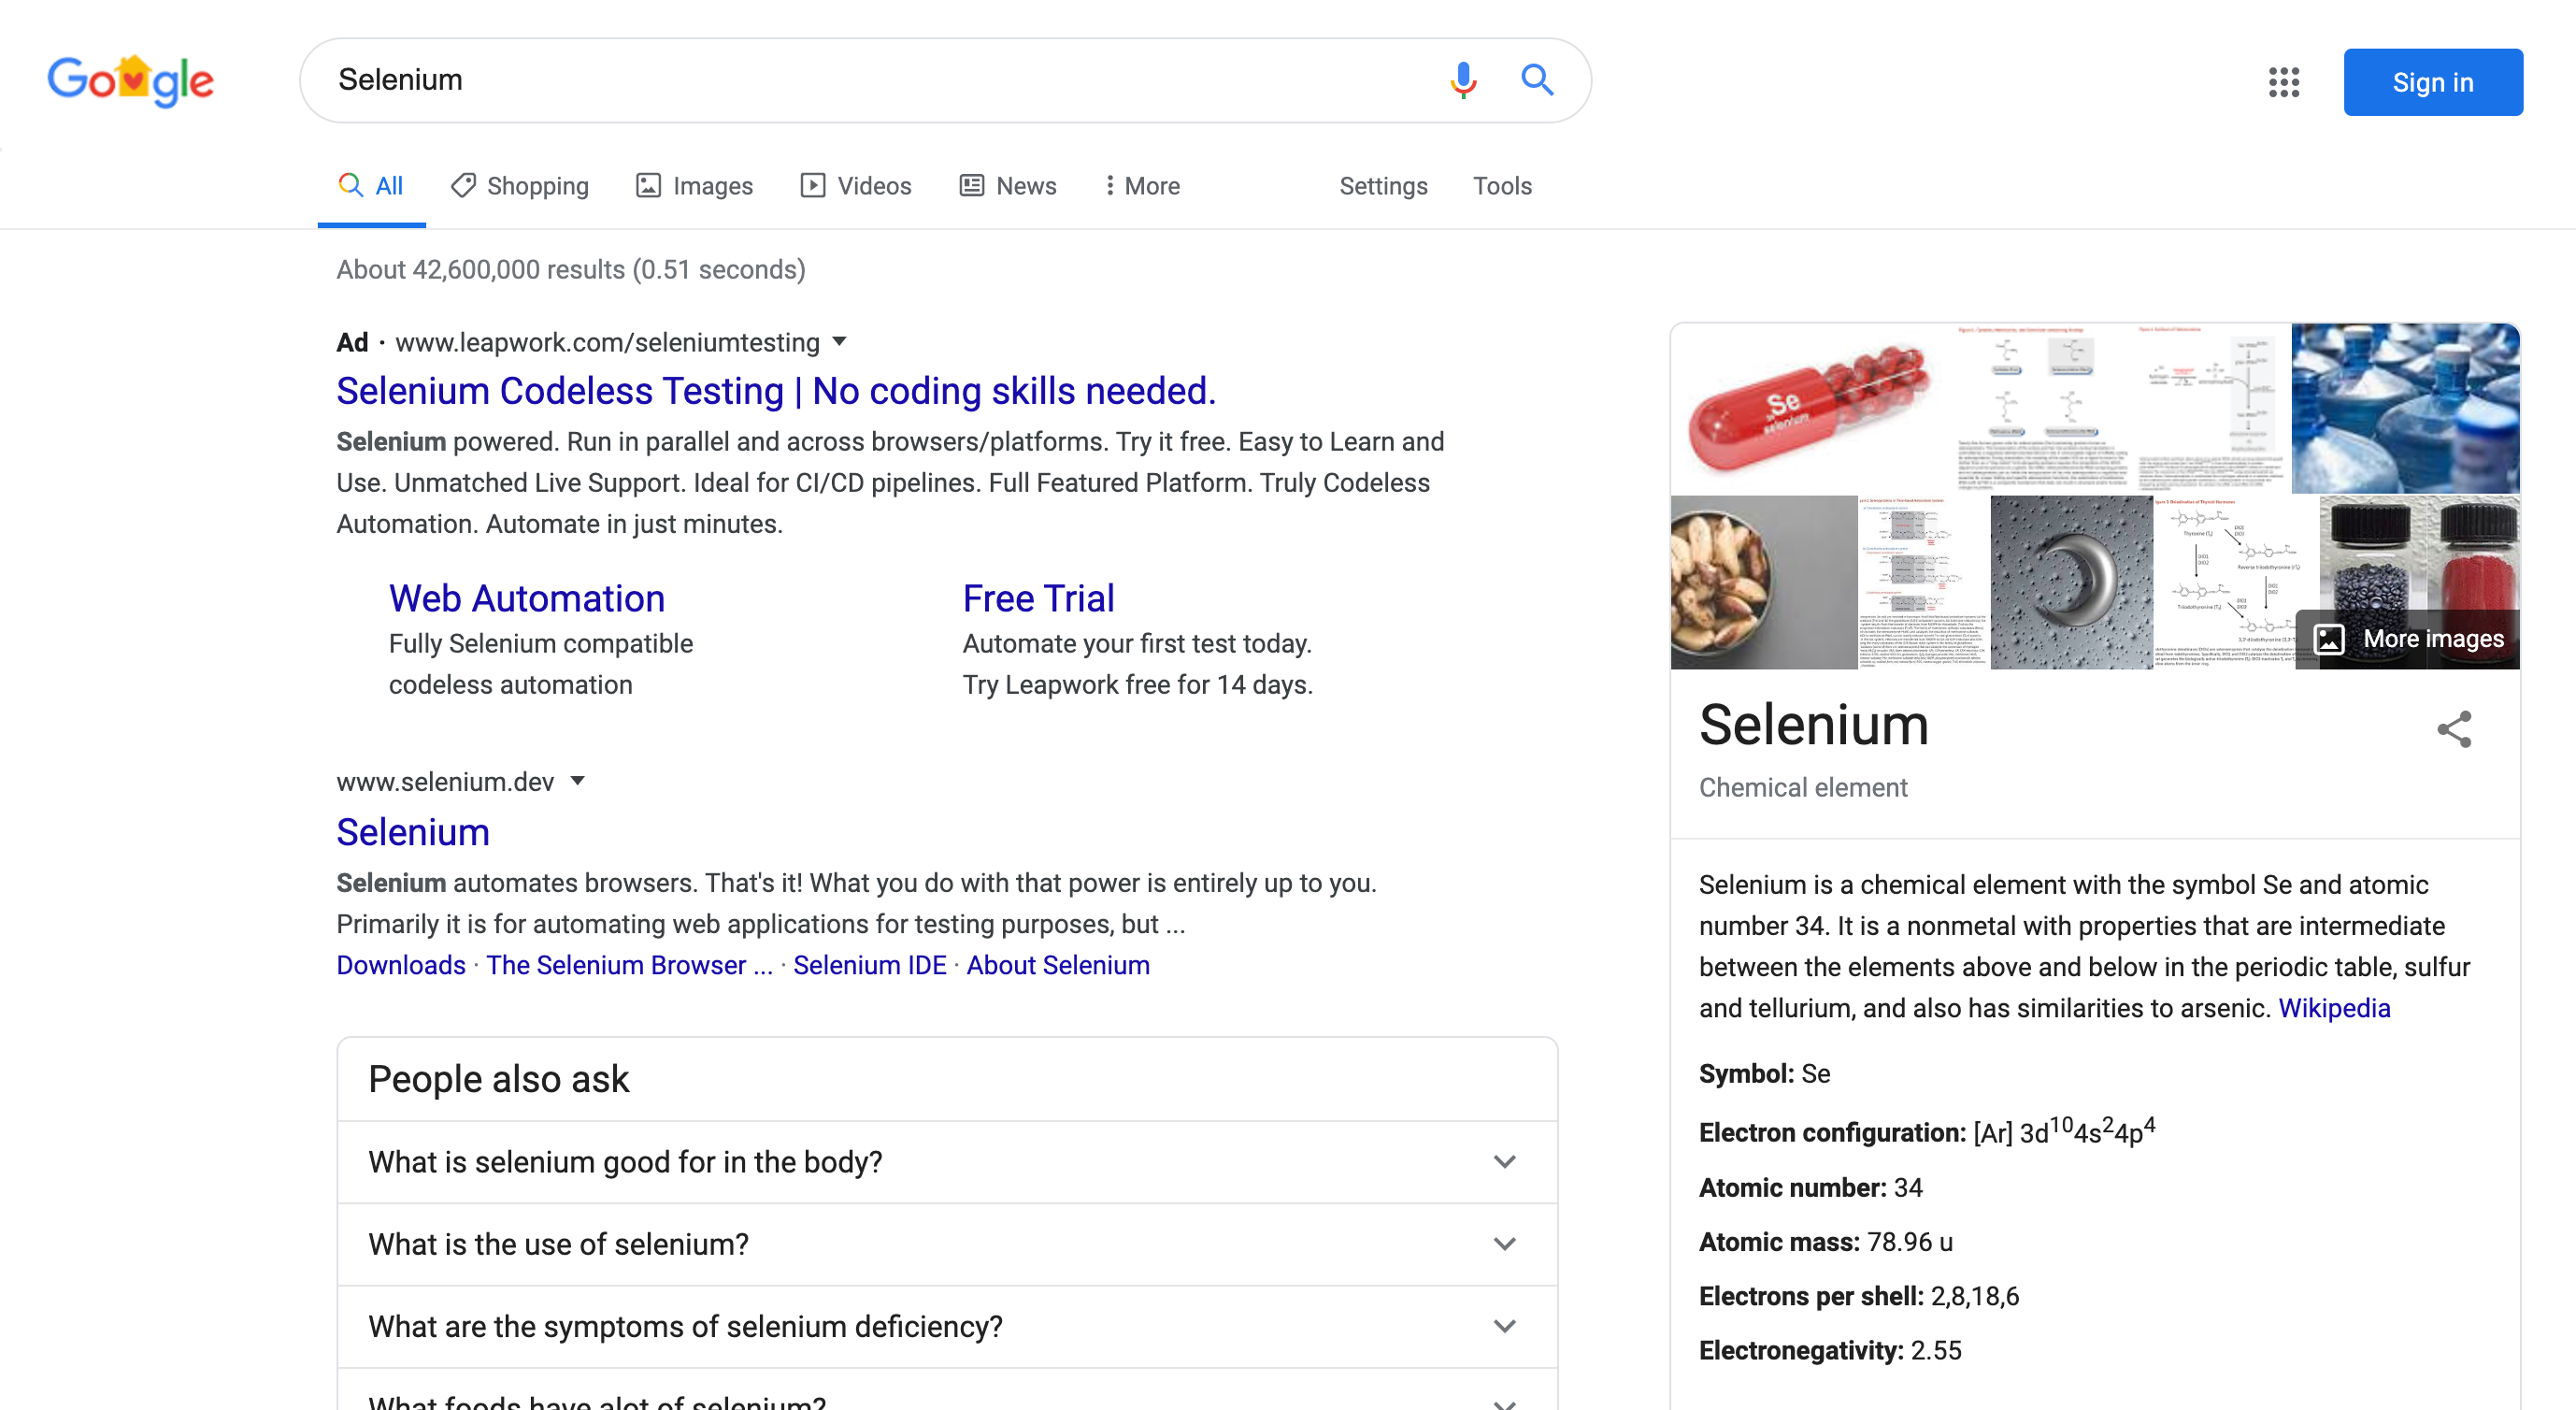 Google
Selenium
Sign in
All
Shopping
Images
Videos
News
More
Settings
Tools
About 42,600,000 results (0.51 seconds)
Ad · www.leapwork.com/seleniumtesting
Selenium Codeless Testing | No coding skills needed.
Selenium powered. Run in parallel and across browsers/platforms. Try it free. Easy to Learn and
Use. Unmatched Live Support. Ideal for CI/CD pipelines. Full Featured Platform. Truly Codeless
Automation. Automate in just minutes.
Web Automation
Fully Selenium compatible
codeless automation
Free Trial
Automate your first test today.
Try Leapwork free for 14 days.
www.selenium.dev
Selenium
Selenium automates browsers. That's it! What you do with that power is entirely up to you.
Primarily it is for automating web applications for testing purposes, but ...
Downloads · The Selenium Browser ... · Selenium IDE · About Selenium
People also ask
What is selenium good for in the body?
What is the use of selenium?
What are the symptoms of selenium deficiency?
What foods have alot of selenium?
Se
selenium
More images
Selenium
Chemical element
Selenium is a chemical element with the symbol Se and atomic
number 34. It is a nonmetal with properties that are intermediate
between the elements above and below in the periodic table, sulfur
and tellurium, and also has similarities to arsenic. Wikipedia
Symbol: Se
Electron configuration: [Ar] 3d¹⁰4s²4p⁴
Atomic number: 34
Atomic mass: 78.96 u
Electrons per shell: 2,8,18,6
Electronegativity: 2.55